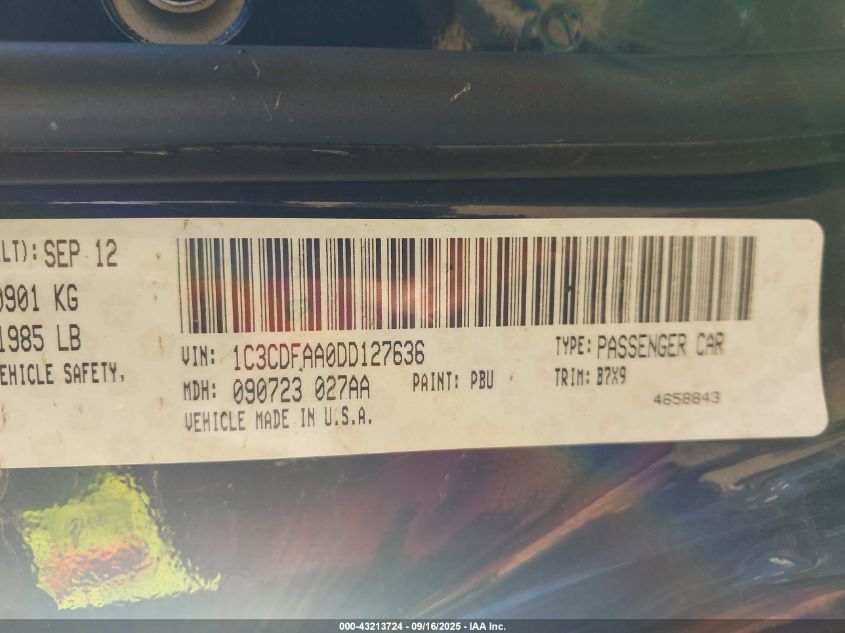 LT): SEP 12
0901 KG
1985 LB
EHICLE SAFETY,
VIN: 1C3CDFAA0DD127636
TYPE: PASSENGER CAR
MDH: 090723 027AA
PAINT: PBU
TRIM: B7X9
VEHICLE MADE IN U.S.A.
4658843
000-43213724 - 09/16/2025 - IAA Inc.